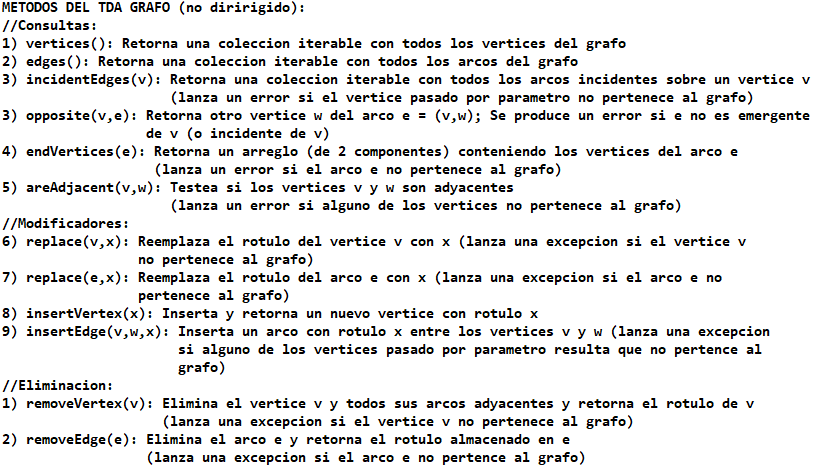 METODOS DEL TDA GRAFO (no diririgido):
//Consultas:
1) vertices(): Retorna una coleccion iterable con todos los vertices del grafo
2) edges(): Retorna una coleccion iterable con todos los arcos del grafo
3) incidentEdges(v): Retorna una coleccion iterable con todos los arcos incidentes sobre un vertice v
(lanza un error si el vertice pasado por parametro no pertenece al grafo)
3) opposite(v,e): Retorna otro vertice w del arco e = (v,w); Se produce un error si e no es emergente
de v (o incidente de v)
4) endVertices(e): Retorna un arreglo (de 2 componentes) conteniendo los vertices del arco e
(lanza un error si el arco e no pertenece al grafo)
5) areAdjacent(v,w): Testea si los vertices v y w son adyacentes
(lanza un error si alguno de los vertices no pertenece al grafo)
//Modificadores:
6) replace(v,x): Reemplaza el rotulo del vertice v con x (lanza una excepcion si el vertice v
no pertenece al grafo)
7) replace(e,x): Reemplaza el rotulo del arco e con x (lanza una excepcion si el arco e no
pertenece al grafo)
8) insertVertex(x): Inserta y retorna un nuevo vertice con rotulo x
9) insertEdge(v,w,x): Inserta un arco con rotulo x entre los vertices v y w (lanza una excepcion
si alguno de los vertices pasado por parametro resulta que no pertence al
grafo)
//Eliminacion:
1) removeVertex(v): Elimina el vertice v y todos sus arcos adyacentes y retorna el rotulo de v
(lanza una excepcion si el vertice v no pertenece al grafo)
2) removeEdge(e): Elimina el arco e y retorna el rotulo almacenado en e
(lanza una excepcion si el arco e no pertenece al grafo)